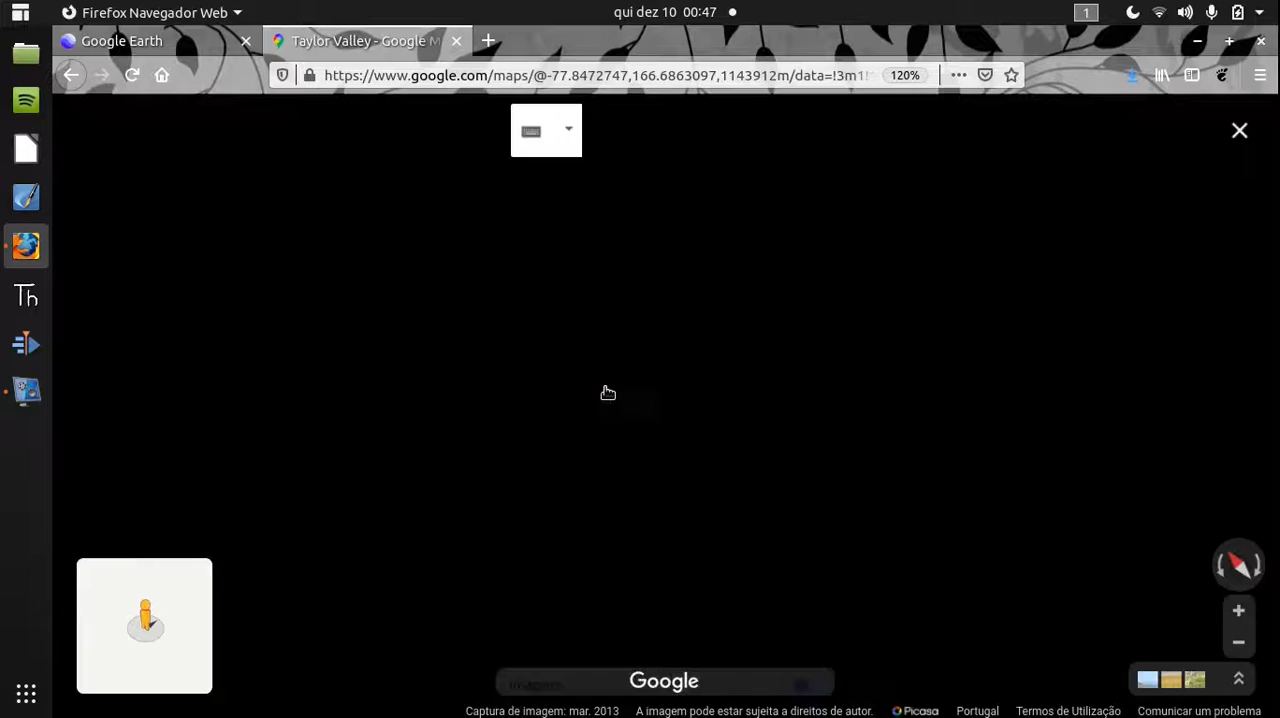 Firefox Navegador Web
qui dez 10 00:47
1
Google Earth
Taylor Valley - Google M
https://www.google.com/maps/@-77.8472747,166.6863097,1143912m/data=!3m1!
120%
Th
Imagens
Google
Captura de imagem: mar. 2013 A imagem pode estar sujeita a direitos de autor. Picasa Portugal Termos de Utilização Comunicar um problema